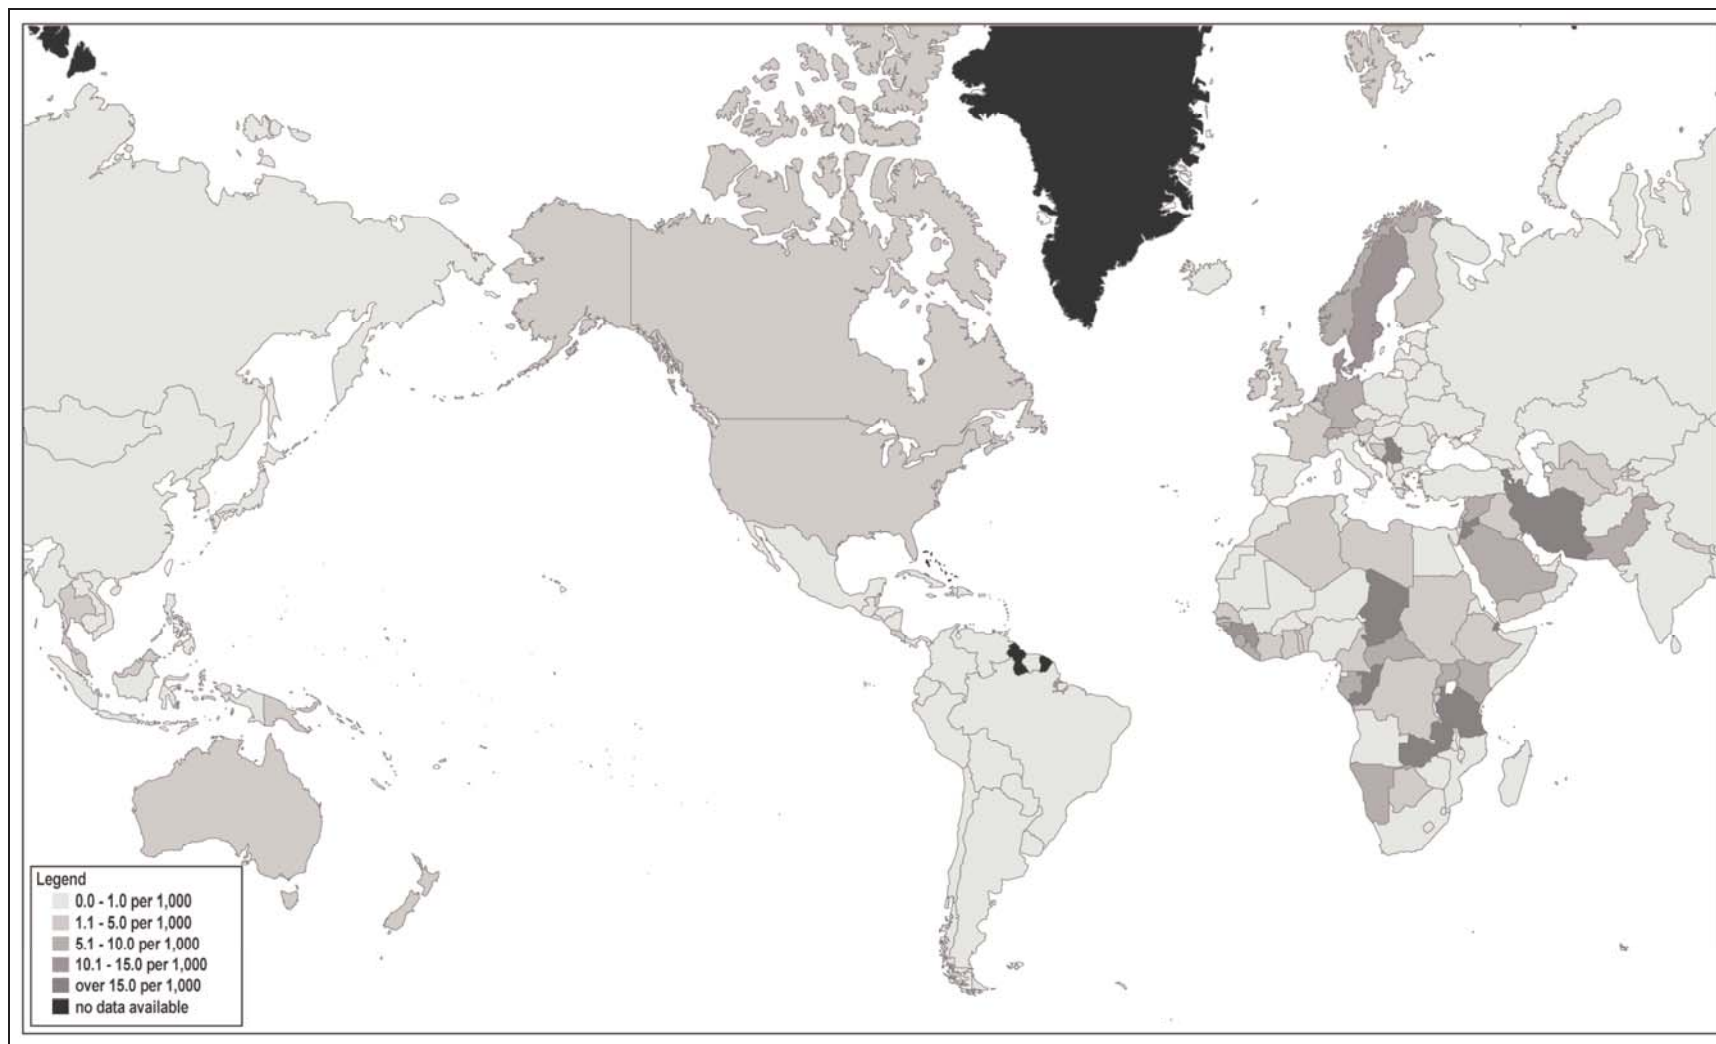 Legend
0.0 - 1.0 per 1,000
1.1 - 5.0 per 1,000
5.1 - 10.0 per 1,000
10.1 - 15.0 per 1,000
over 15.0 per 1,000
no data available